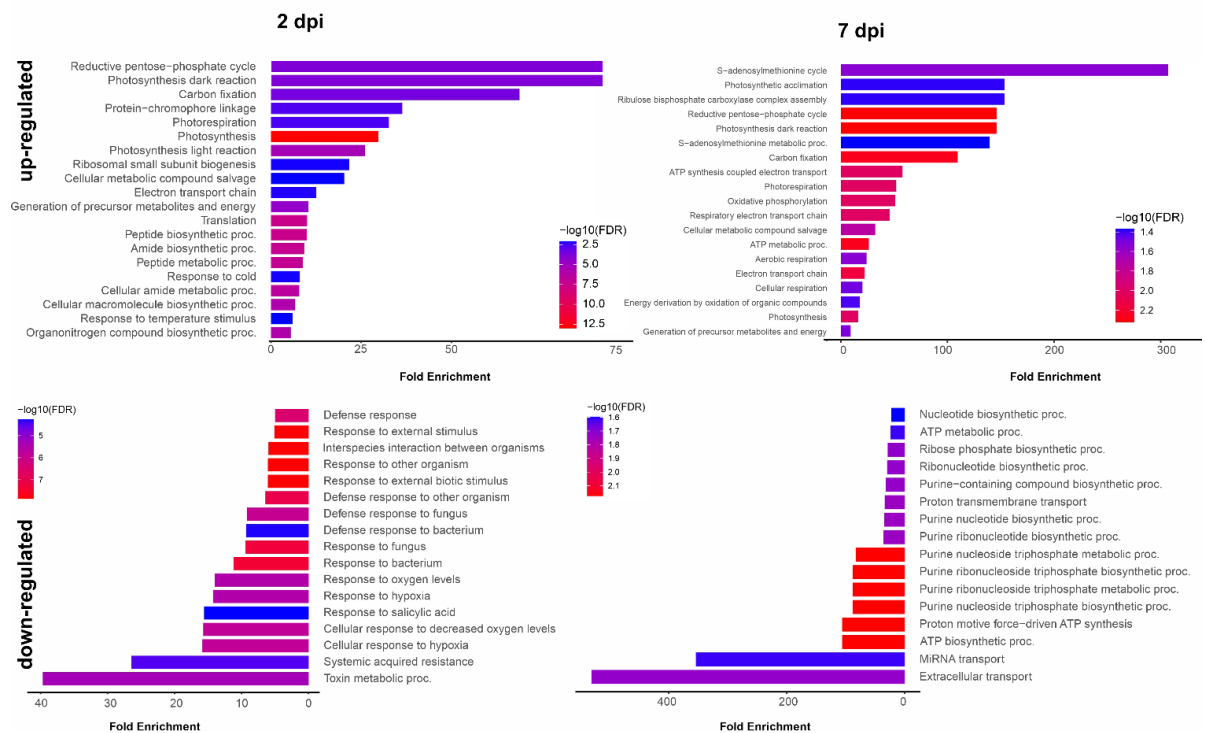 2 dpi
7 dpi
up-regulated
Reductive pentose−phosphate cycle
Photosynthesis dark reaction
Carbon fixation
Protein−chromophore linkage
Photorespiration
Photosynthesis
Photosynthesis light reaction
Ribosomal small subunit biogenesis
Cellular metabolic compound salvage
Electron transport chain
Generation of precursor metabolites and energy
Translation
Peptide biosynthetic proc.
Amide biosynthetic proc.
Peptide metabolic proc.
Response to cold
Cellular amide metabolic proc.
Cellular macromolecule biosynthetic proc.
Response to temperature stimulus
Organonitrogen compound biosynthetic proc.
−log10(FDR)
2.5
5.0
7.5
10.0
12.5
0 25 50 75
Fold Enrichment
S−adenosylmethionine cycle
Photosynthetic acclimation
Ribulose bisphosphate carboxylase complex assembly
Reductive pentose−phosphate cycle
Photosynthesis dark reaction
S−adenosylmethionine metabolic proc.
Carbon fixation
ATP synthesis coupled electron transport
Photorespiration
Oxidative phosphorylation
Respiratory electron transport chain
Cellular metabolic compound salvage
ATP metabolic proc.
Aerobic respiration
Electron transport chain
Cellular respiration
Energy derivation by oxidation of organic compounds
Photosynthesis
Generation of precursor metabolites and energy
−log10(FDR)
1.4
1.6
1.8
2.0
2.2
0 100 200 300
Fold Enrichment
down-regulated
−log10(FDR)
5
6
7
Defense response
Response to external stimulus
Interspecies interaction between organisms
Response to other organism
Response to external biotic stimulus
Defense response to other organism
Defense response to fungus
Defense response to bacterium
Response to fungus
Response to bacterium
Response to oxygen levels
Response to hypoxia
Response to salicylic acid
Cellular response to decreased oxygen levels
Cellular response to hypoxia
Systemic acquired resistance
Toxin metabolic proc.
40 30 20 10 0
Fold Enrichment
−log10(FDR)
1.6
1.7
1.8
1.9
2.0
2.1
Nucleotide biosynthetic proc.
ATP metabolic proc.
Ribose phosphate biosynthetic proc.
Ribonucleotide biosynthetic proc.
Purine−containing compound biosynthetic proc.
Proton transmembrane transport
Purine nucleotide biosynthetic proc.
Purine ribonucleotide biosynthetic proc.
Purine nucleoside triphosphate metabolic proc.
Purine ribonucleoside triphosphate biosynthetic proc.
Purine ribonucleoside triphosphate metabolic proc.
Purine nucleoside triphosphate biosynthetic proc.
Proton motive force−driven ATP synthesis
ATP biosynthetic proc.
MiRNA transport
Extracellular transport
400 200 0
Fold Enrichment